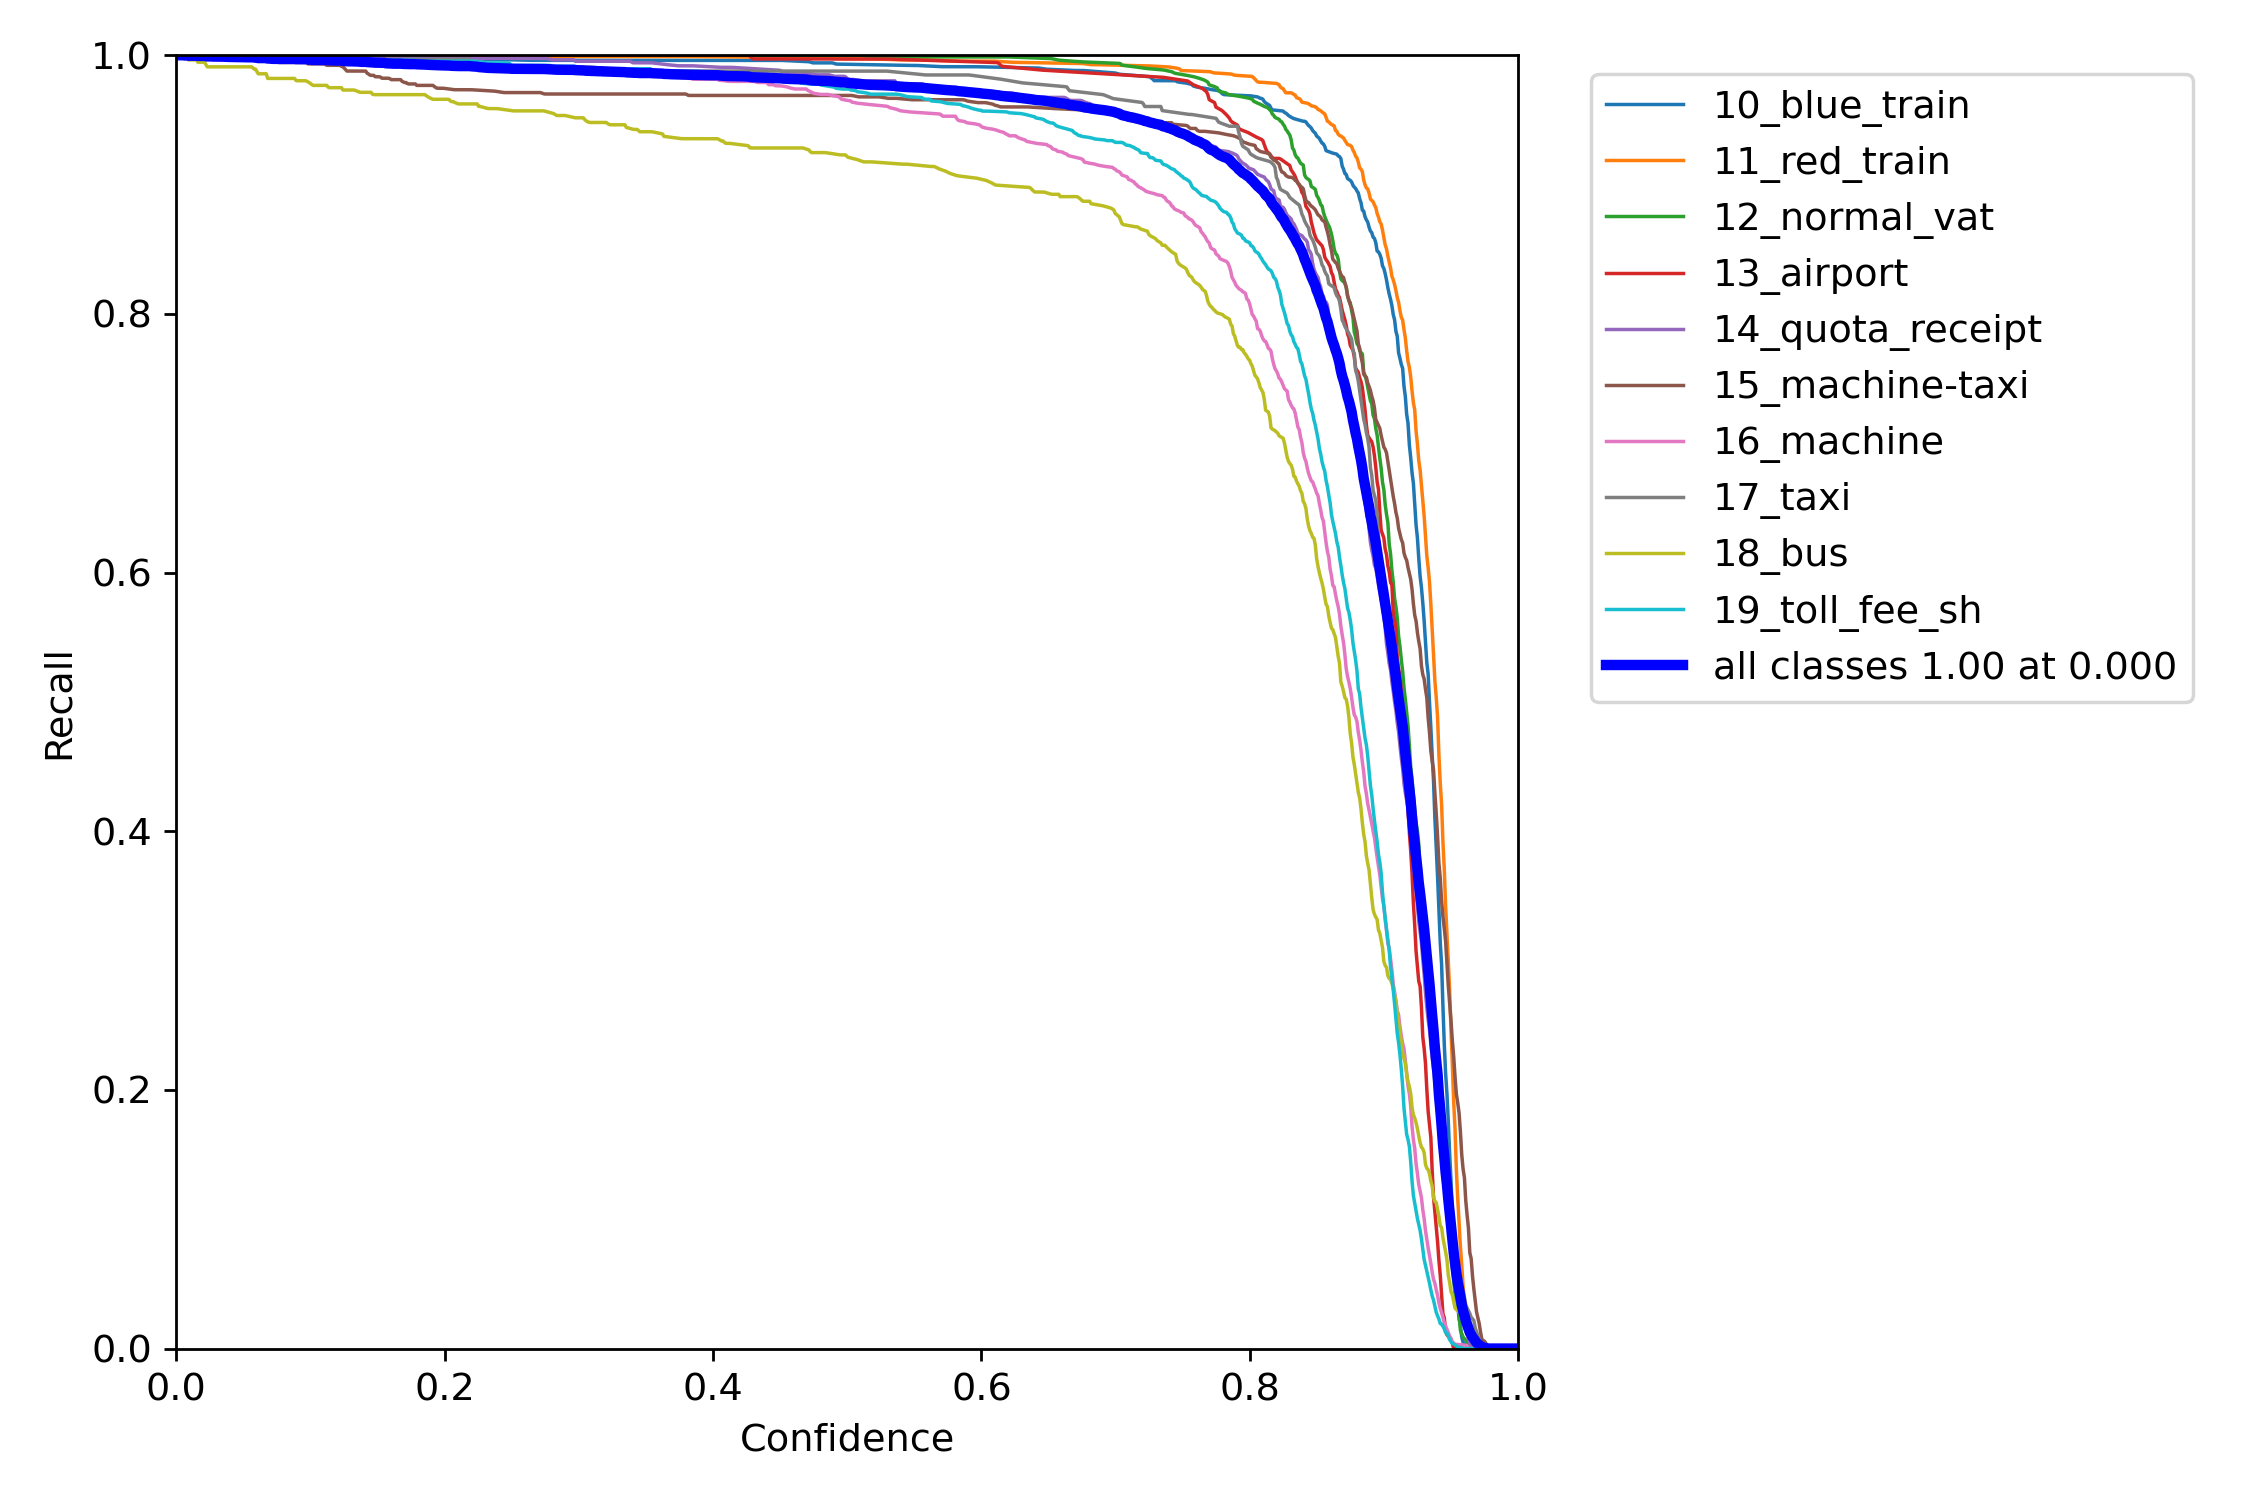 1.0
0.8
0.6
0.4
0.2
0.0
Recall
0.0 0.2 0.4 0.6 0.8 1.0
Confidence
10_blue_train
11_red_train
12_normal_vat
13_airport
14_quota_receipt
15_machine-taxi
16_machine
17_taxi
18_bus
19_toll_fee_sh
all classes 1.00 at 0.000